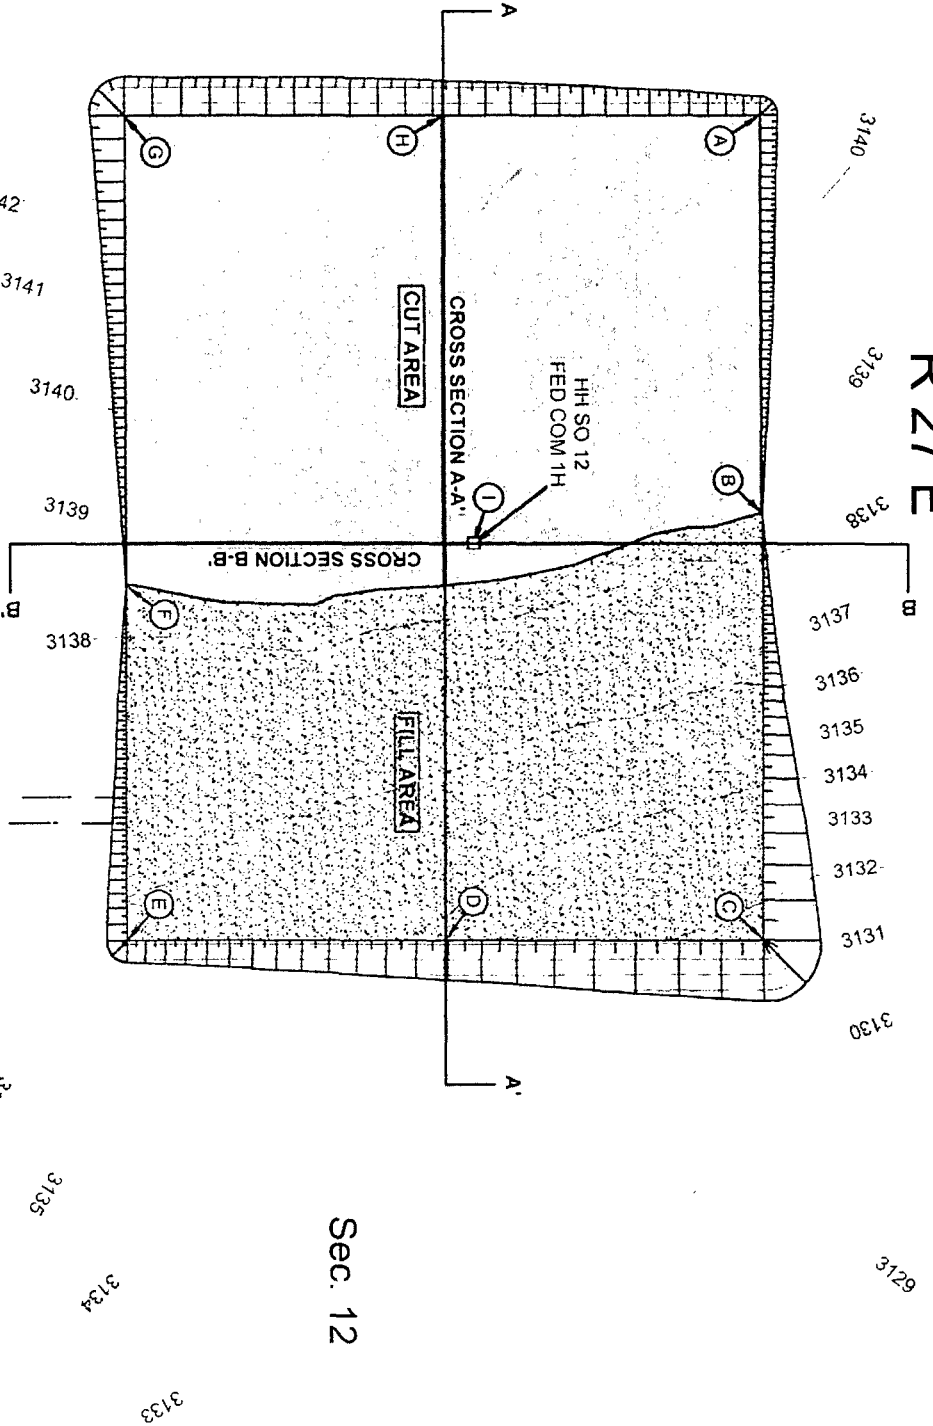 R 27 E
A
A
H
G
3140
3141
3140
3139
3138
3139
3138
CUT AREA
CROSS SECTION A-A'
HH SO 12
FED COM 1H
B
I
CROSS SECTION B-B'
B
B'
F
3137
3136
3135
3134
3133
3132
3131
3130
FILL AREA
E
D
C
A'
3135
3134
3133
3129
Sec. 12